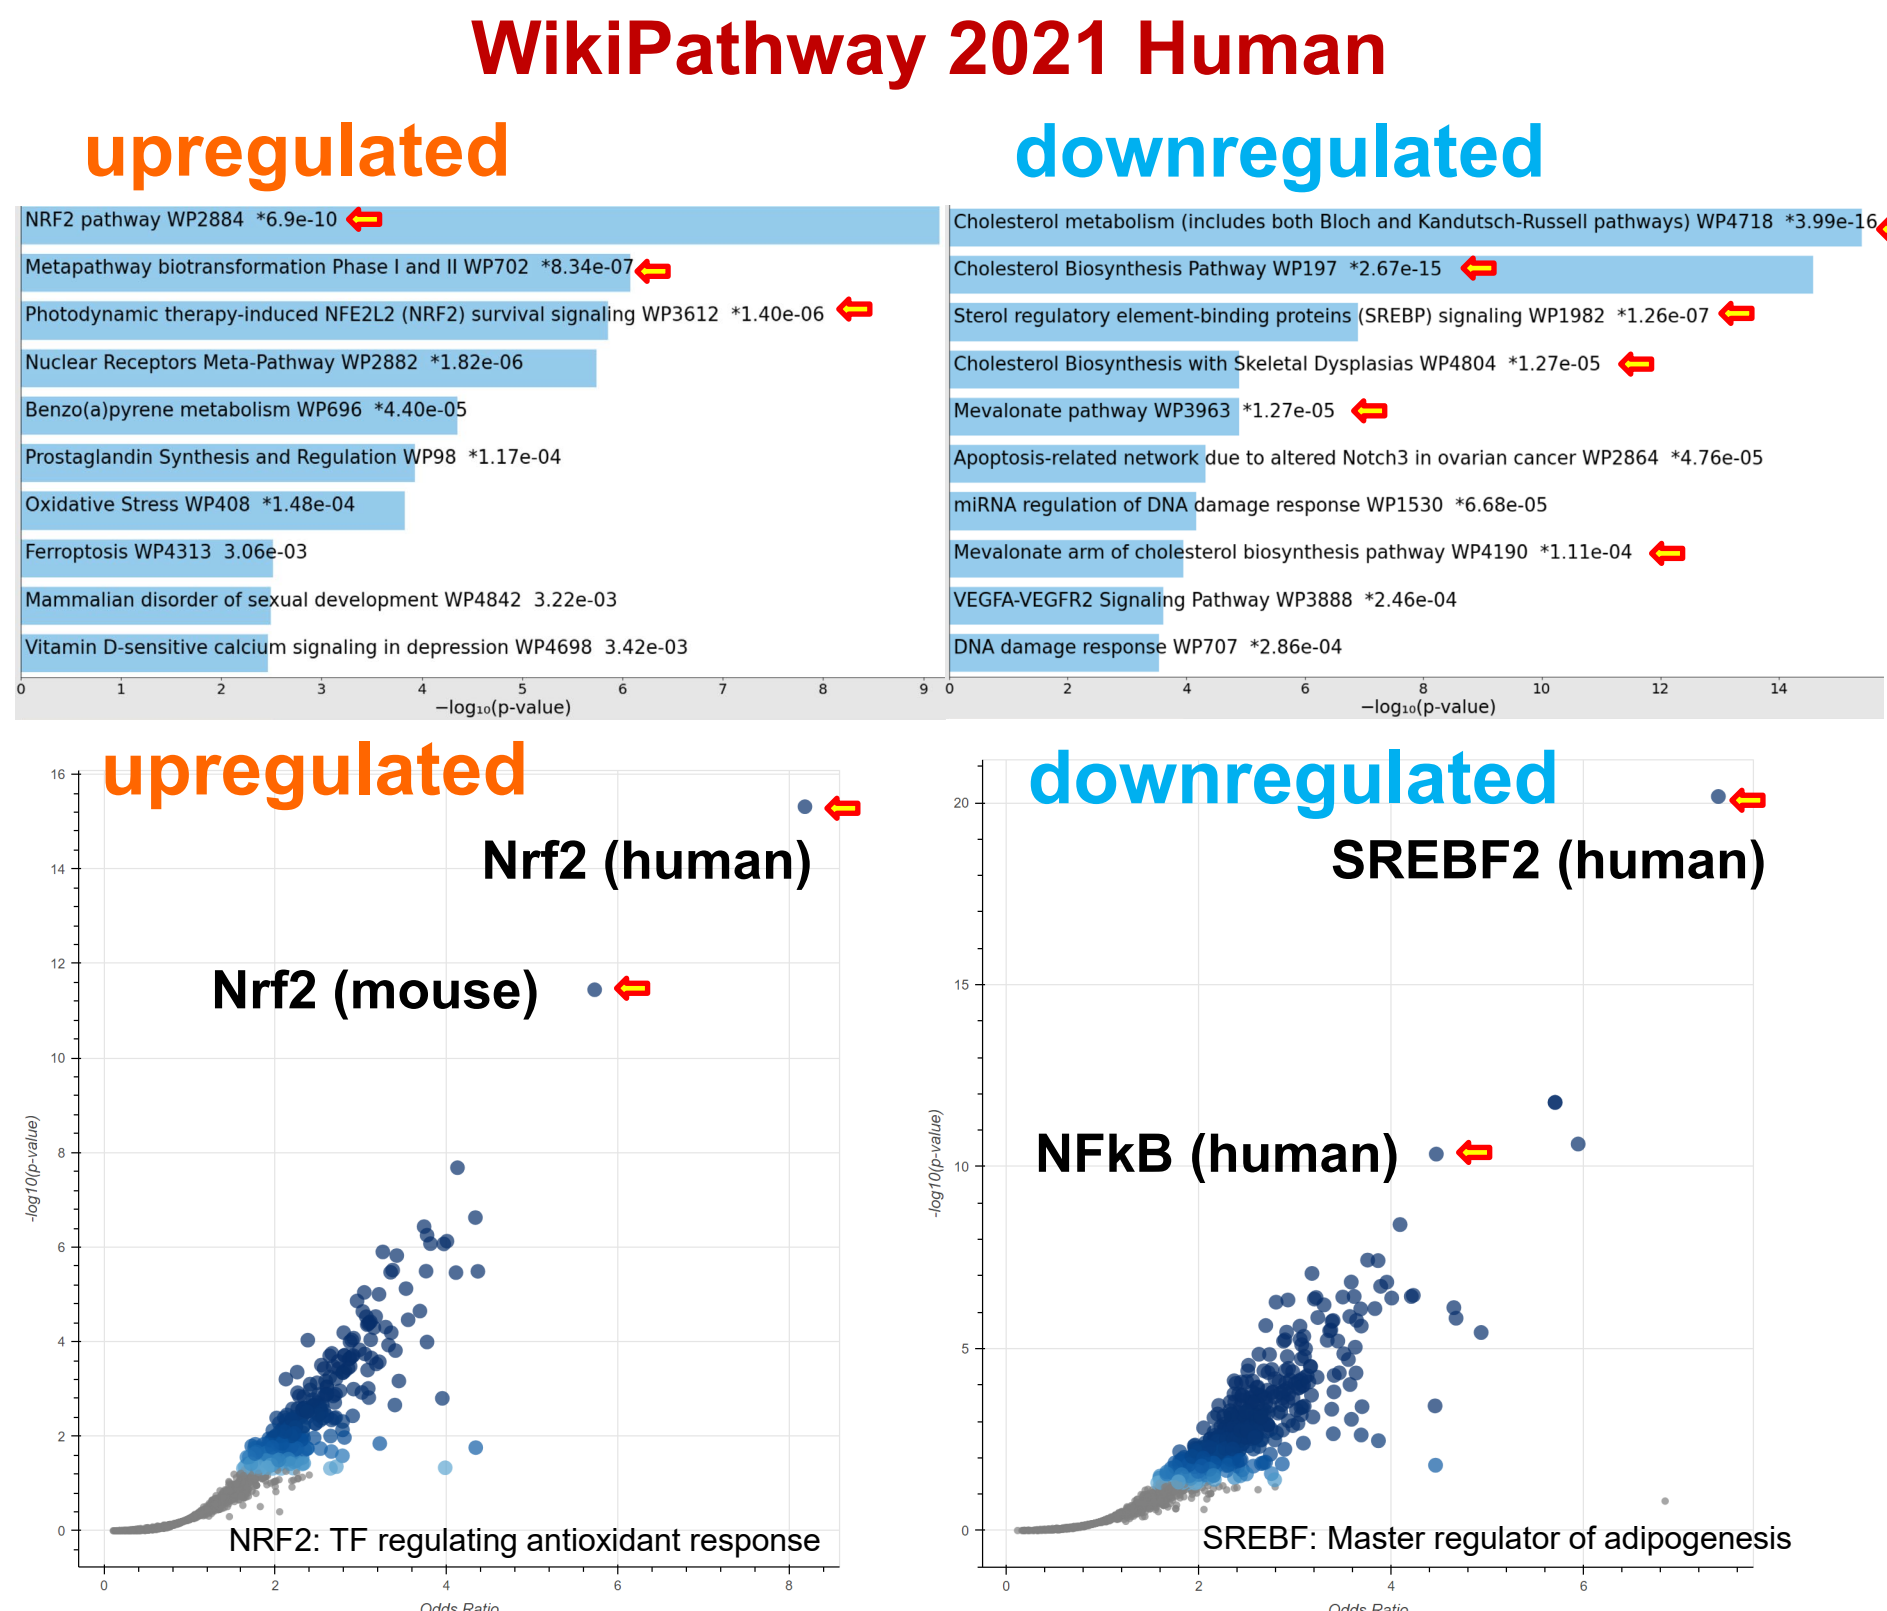 WikiPathway 2021 Human
upregulated
NRF2 pathway WP2884 *6.9e-10
Metapathway biotransformation Phase I and II WP702 *8.34e-07
Photodynamic therapy-induced NFE2L2 (NRF2) survival signaling WP3612 *1.40e-06
Nuclear Receptors Meta-Pathway WP2882 *1.82e-06
Benzo(a)pyrene metabolism WP696 *4.40e-05
Prostaglandin Synthesis and Regulation WP98 *1.17e-04
Oxidative Stress WP408 *1.48e-04
Ferroptosis WP4313 3.06e-03
Mammalian disorder of sexual development WP4842 3.22e-03
Vitamin D-sensitive calcium signaling in depression WP4698 3.42e-03
0 1 2 3 4 5 6 7 8 9
−log₁₀(p-value)
downregulated
Cholesterol metabolism (includes both Bloch and Kandutsch-Russell pathways) WP4718 *3.99e-16
Cholesterol Biosynthesis Pathway WP197 *2.67e-15
Sterol regulatory element-binding proteins (SREBP) signaling WP1982 *1.26e-07
Cholesterol Biosynthesis with Skeletal Dysplasias WP4804 *1.27e-05
Mevalonate pathway WP3963 *1.27e-05
Apoptosis-related network due to altered Notch3 in ovarian cancer WP2864 *4.76e-05
miRNA regulation of DNA damage response WP1530 *6.68e-05
Mevalonate arm of cholesterol biosynthesis pathway WP4190 *1.11e-04
VEGFA-VEGFR2 Signaling Pathway WP3888 *2.46e-04
DNA damage response WP707 *2.86e-04
0 2 4 6 8 10 12 14
−log₁₀(p-value)
upregulated
16
Nrf2 (human)
14
12
Nrf2 (mouse)
10
-log10(p-value)
8
6
4
2
0
NRF2: TF regulating antioxidant response
0 2 4 6 8
Odds Ratio
downregulated
20
SREBF2 (human)
15
NFkB (human)
10
-log10(p-value)
5
0
SREBF: Master regulator of adipogenesis
0 2 4 6
Odds Ratio